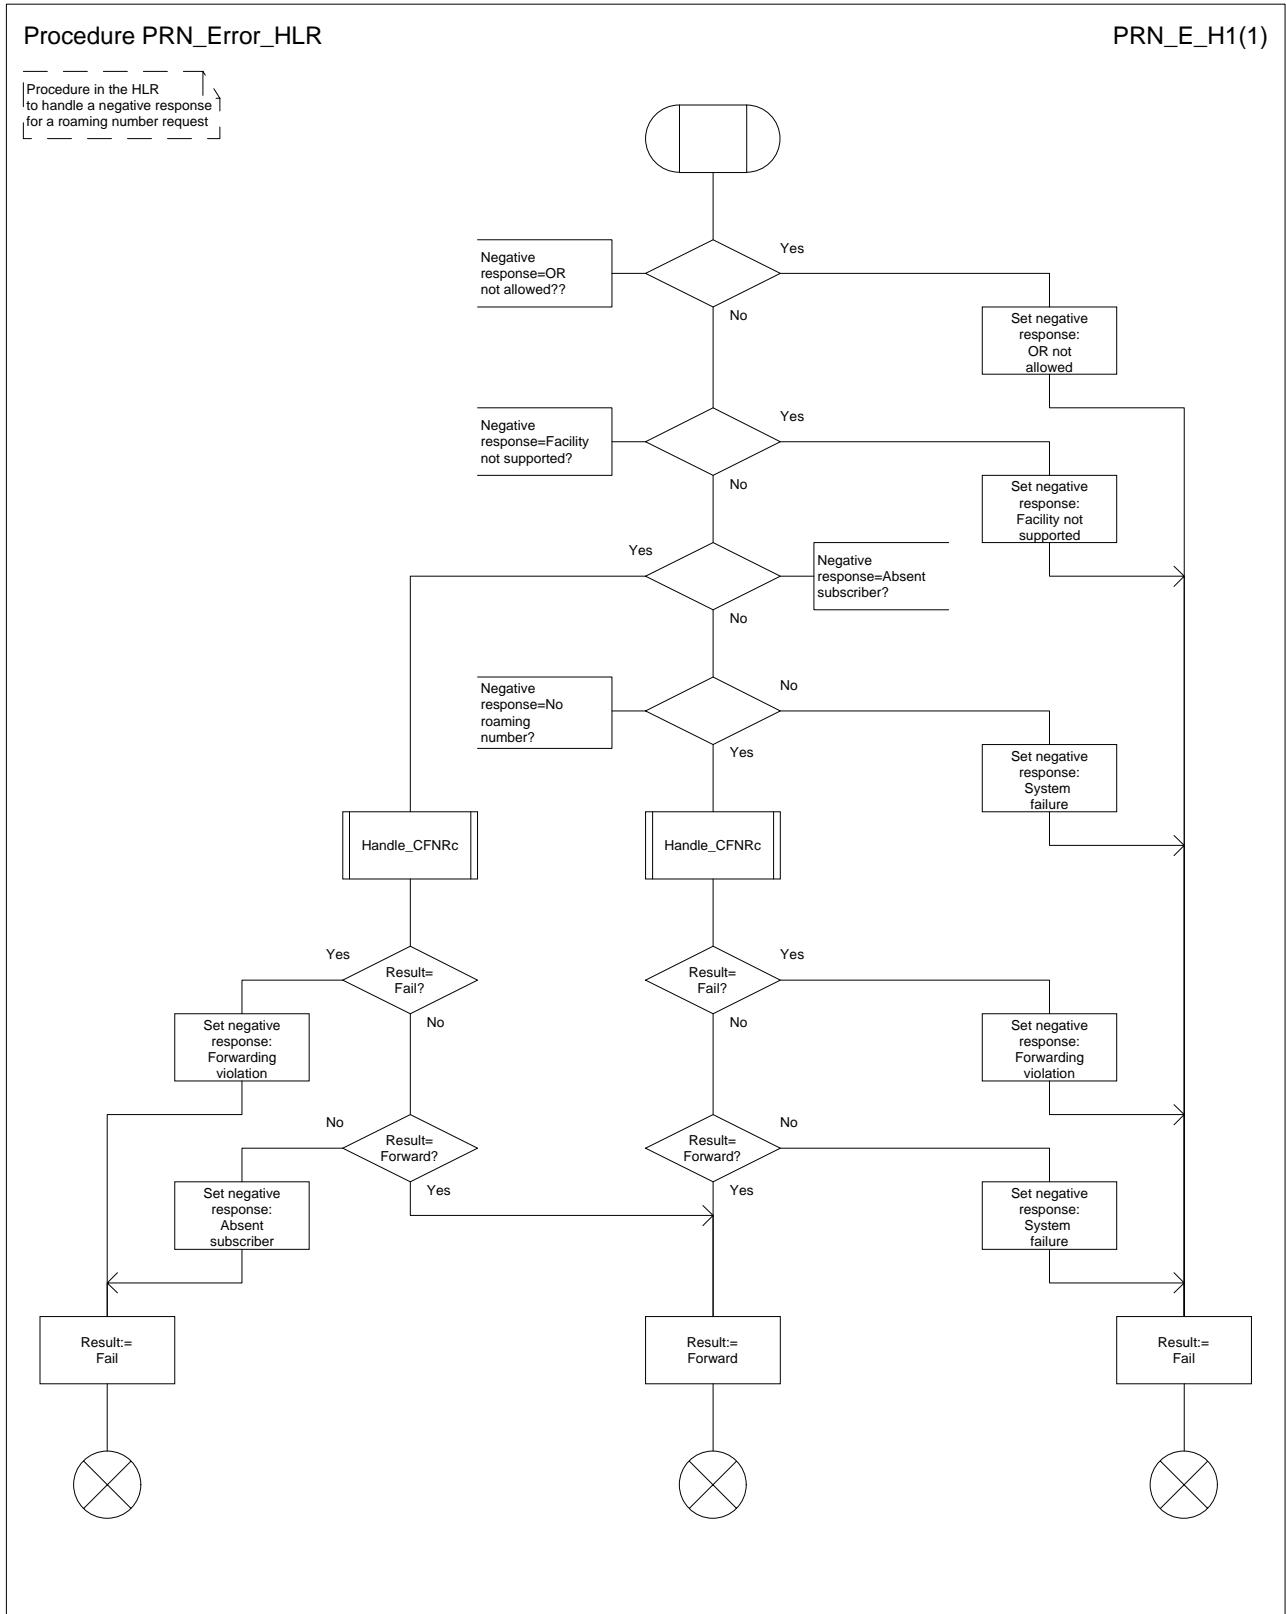 Procedure PRN_Error_HLR
PRN_E_H1(1)
Procedure in the HLR
to handle a negative response
for a roaming number request
Negative
response=OR
not allowed??
Yes
No
Set negative
response:
OR not
allowed
Negative
response=Facility
not supported?
Yes
No
Set negative
response:
Facility not
supported
Yes
Negative
response=Absent
subscriber?
No
Negative
response=No
roaming
number?
No
Yes
Set negative
response:
System
failure
Handle_CFNRc
Handle_CFNRc
Yes
Result=
Fail?
No
Set negative
response:
Forwarding
violation
Result=
Fail?
Yes
No
Set negative
response:
Forwarding
violation
No
Result=
Forward?
Yes
Set negative
response:
Absent
subscriber
Result=
Forward?
No
Yes
Set negative
response:
System
failure
Result:=
Fail
Result:=
Forward
Result:=
Fail